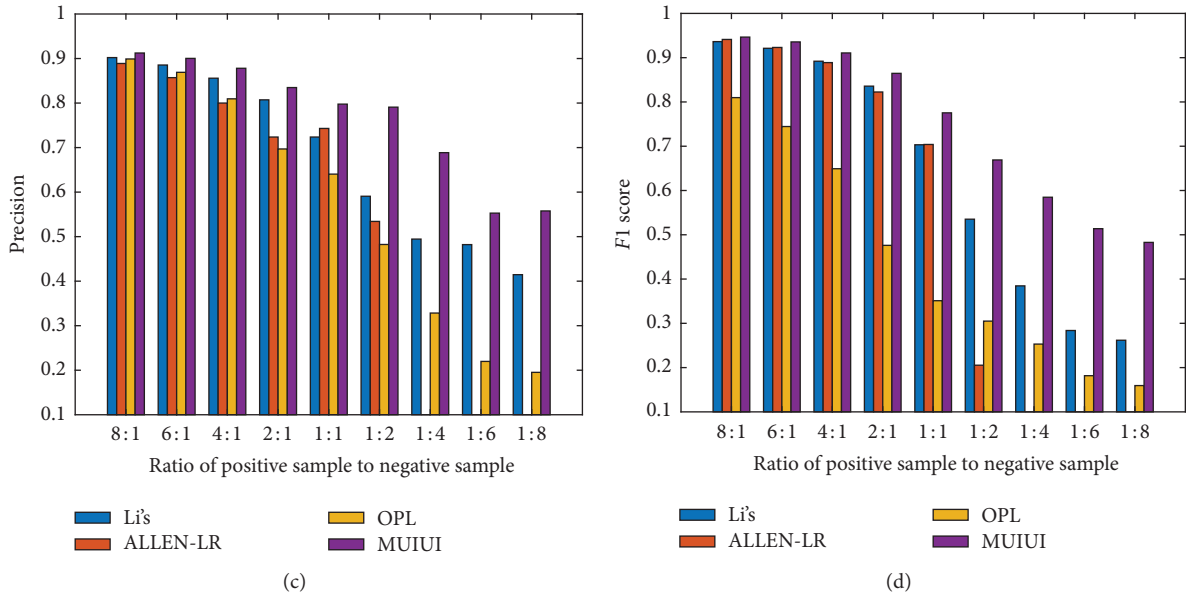 1
0.9
0.8
0.7
0.6
0.5
0.4
0.3
0.2
0.1
Precision
8:1 6:1 4:1 2:1 1:1 1:2 1:4 1:6 1:8
Ratio of positive sample to negative sample
Li's
ALLEN-LR
OPL
MUIUI
(c)
1
0.9
0.8
0.7
0.6
0.5
0.4
0.3
0.2
0.1
F1 score
8:1 6:1 4:1 2:1 1:1 1:2 1:4 1:6 1:8
Ratio of positive sample to negative sample
Li's
ALLEN-LR
OPL
MUIUI
(d)